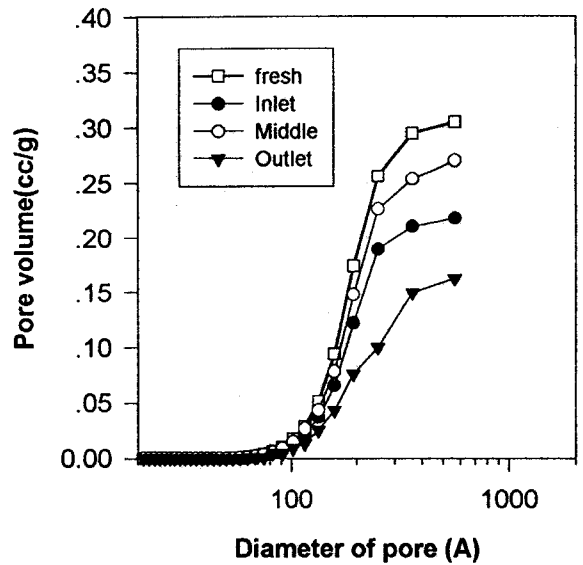 .40
.35
.30
.25
.20
.15
.10
.05
0.00
Pore volume(cc/g)
fresh
Inlet
Middle
Outlet
100
1000
Diameter of pore (A)